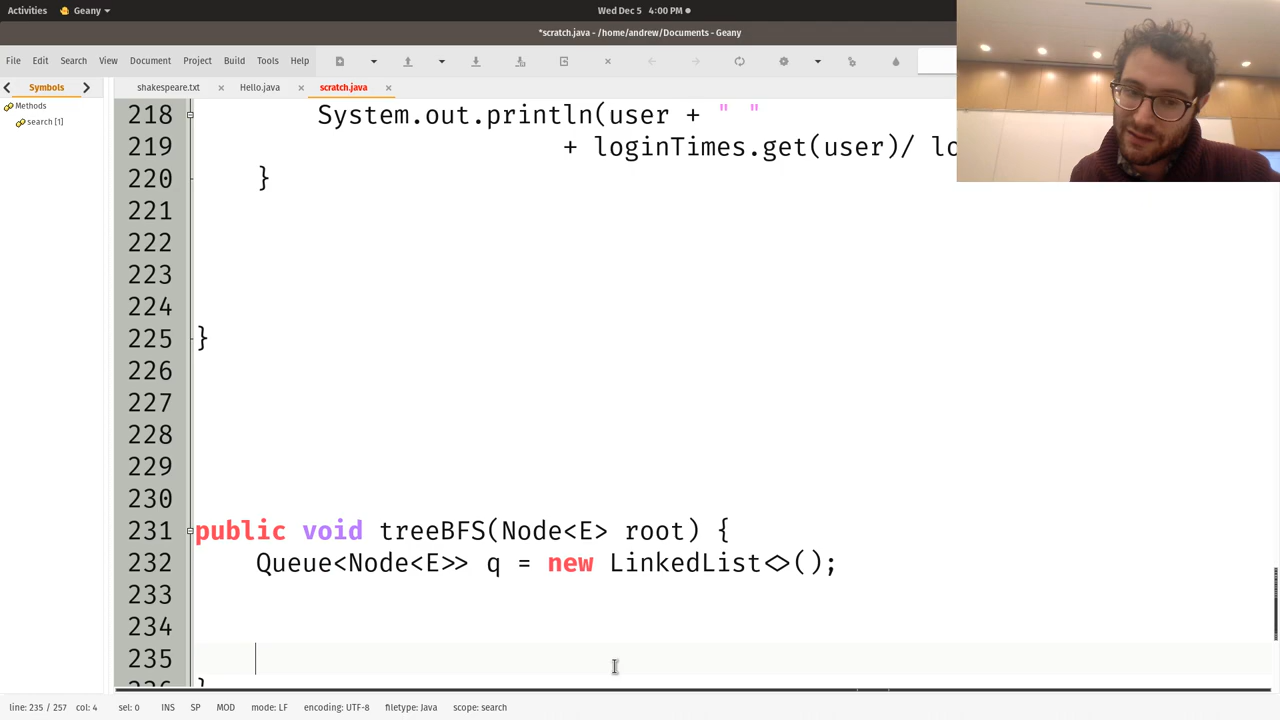 Activities
Geany
Wed Dec 5 4:00 PM
*scratch.java - /home/andrew/Documents - Geany
File Edit Search View Document Project Build Tools Help
Symbols
shakespeare.txt
Hello.java
scratch.java
Methods
search [1]
218 System.out.println(user + " "
219 + loginTimes.get(user)/ lo
220 }
221
222
223
224
225 }
226
227
228
229
230
231 public void treeBFS(Node<E> root) {
232 Queue<Node<E>> q = new LinkedList<>();
233
234
235
line: 235 / 257 col: 4 sel: 0 INS SP MOD mode: LF encoding: UTF-8 filetype: Java scope: search